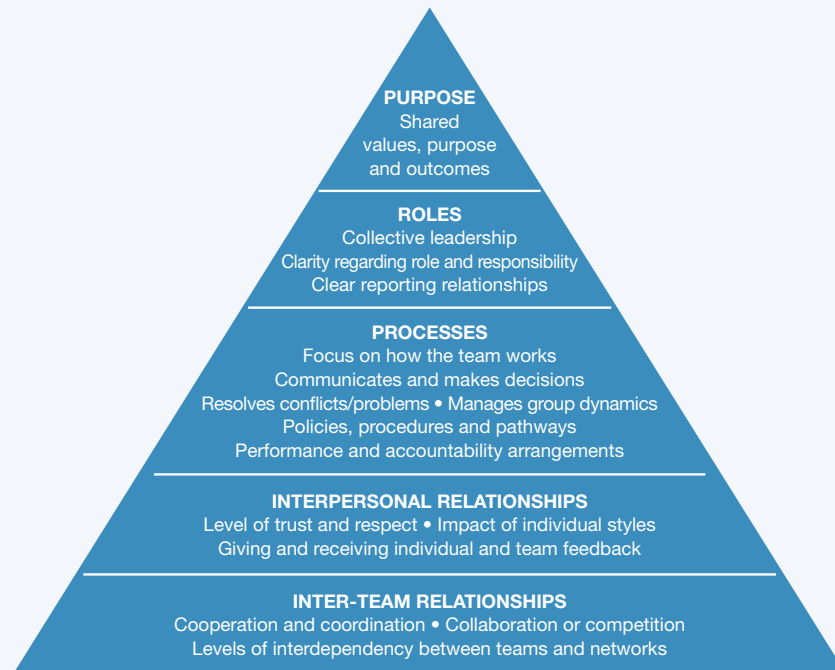 PURPOSE
Shared
values, purpose
and outcomes
ROLES
Collective leadership
Clarity regarding role and responsibility
Clear reporting relationships
PROCESSES
Focus on how the team works
Communicates and makes decisions
Resolves conflicts/problems • Manages group dynamics
Policies, procedures and pathways
Performance and accountability arrangements
INTERPERSONAL RELATIONSHIPS
Level of trust and respect • Impact of individual styles
Giving and receiving individual and team feedback
INTER-TEAM RELATIONSHIPS
Cooperation and coordination • Collaboration or competition
Levels of interdependency between teams and networks